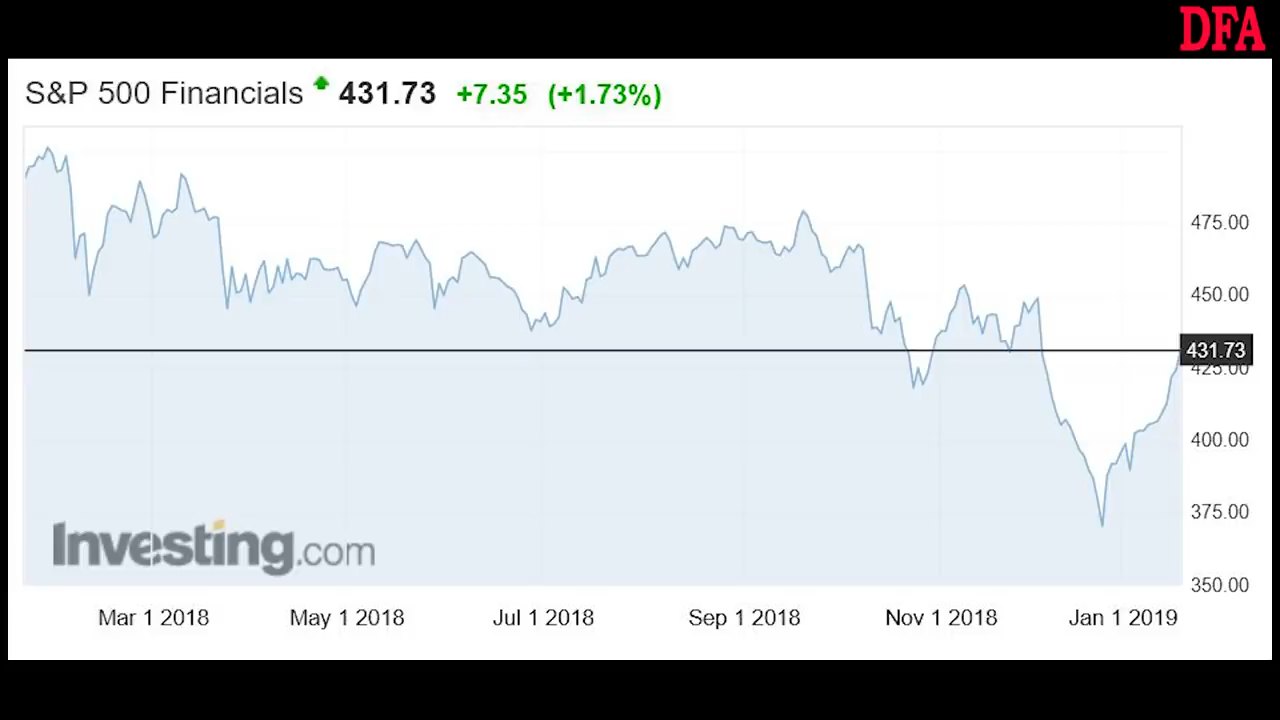 DFA
S&P 500 Financials 431.73 +7.35 (+1.73%)
475.00
450.00
431.73
425.00
400.00
375.00
350.00
Investing.com
Mar 1 2018 May 1 2018 Jul 1 2018 Sep 1 2018 Nov 1 2018 Jan 1 2019